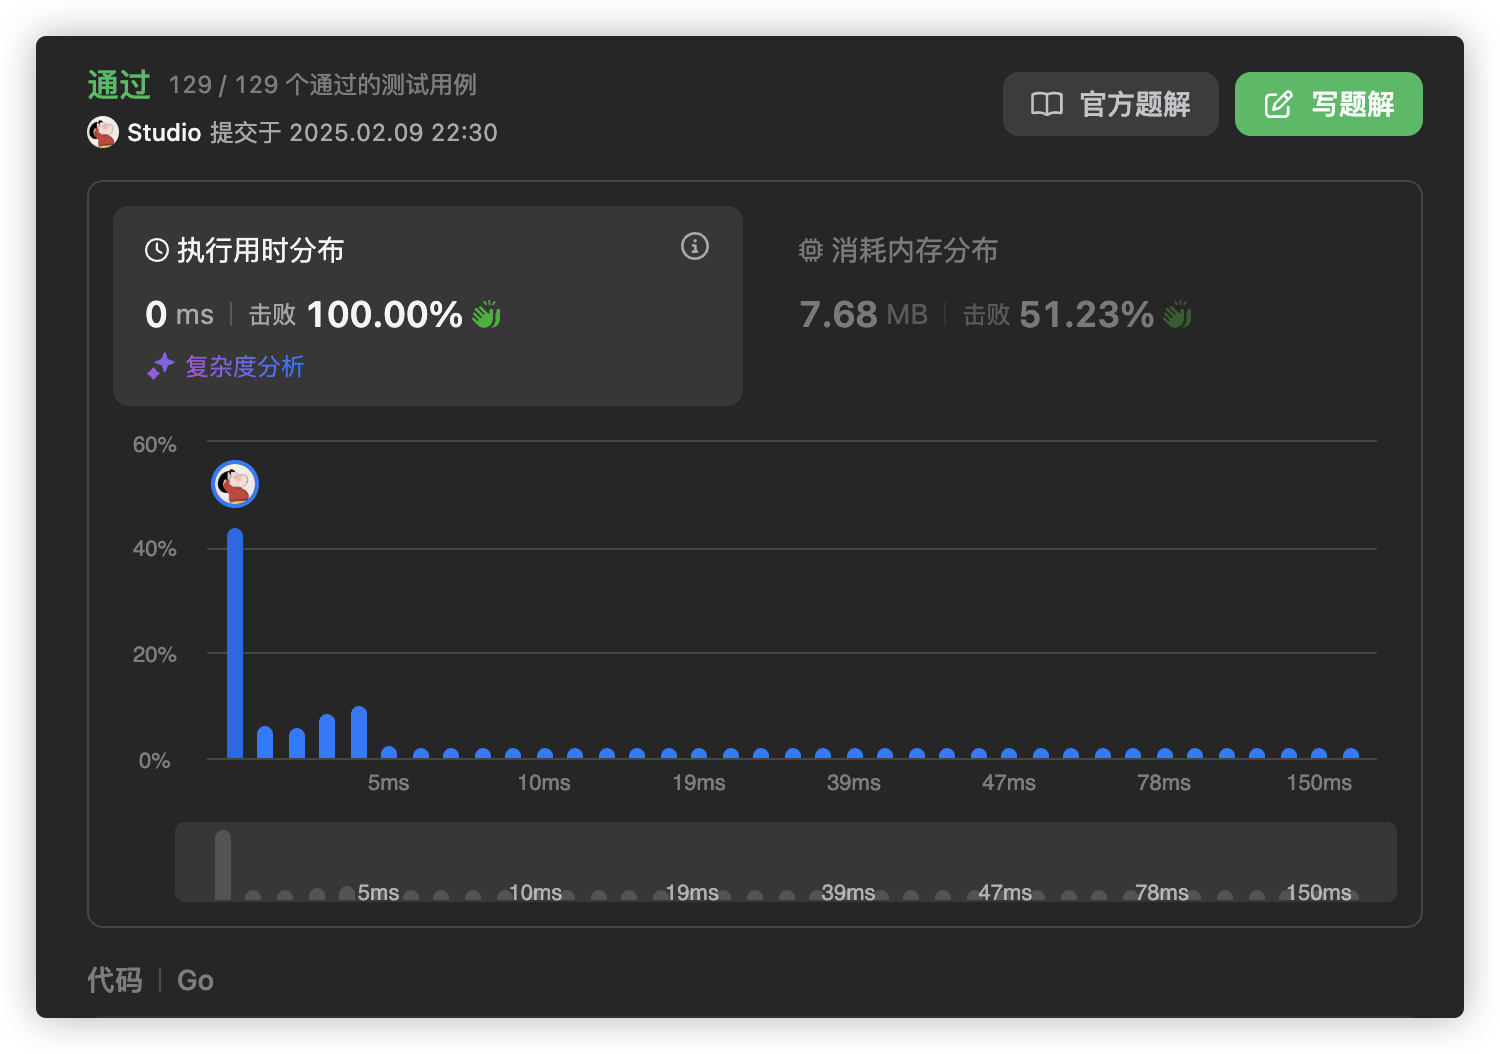 通过 129 / 129 个通过的测试用例
Studio 提交于 2025.02.09 22:30
官方题解
写题解
执行用时分布
0 ms 击败 100.00%
复杂度分析
消耗内存分布
7.68 MB 击败 51.23%
60%
40%
20%
0%
5ms 10ms 19ms 39ms 47ms 78ms 150ms
5ms 10ms 19ms 39ms 47ms 78ms 150ms
代码 Go